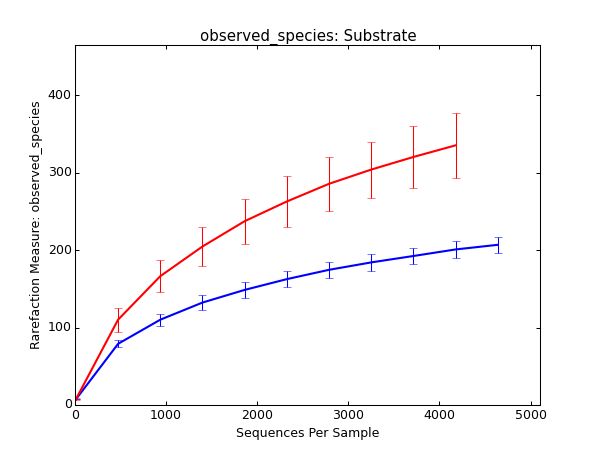 observed_species: Substrate
Rarefaction Measure: observed_species
400
300
200
100
0
0 1000 2000 3000 4000 5000
Sequences Per Sample